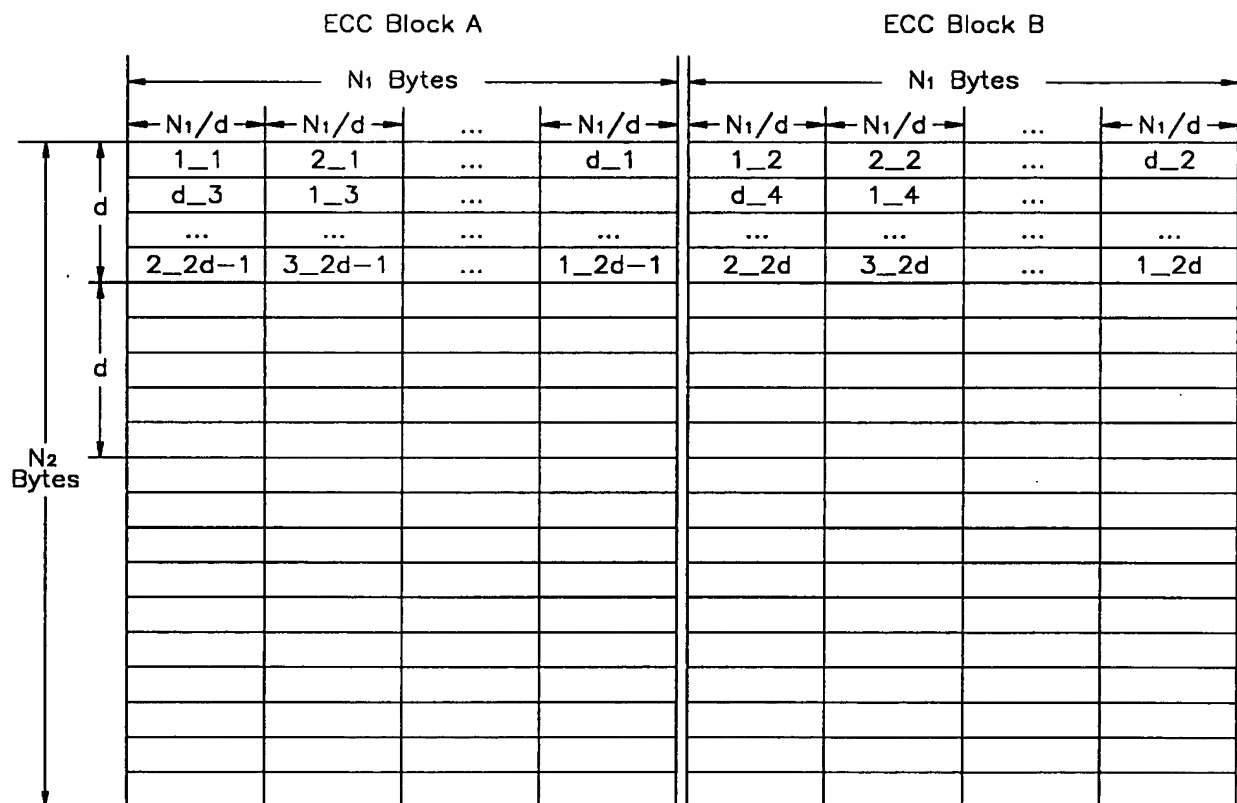 ECC Block A ECC Block B
N₁ Bytes N₁ Bytes
N₁/d N₁/d ... N₁/d N₁/d N₁/d ... N₁/d
1_1 2_1 ... d_1 1_2 2_2 ... d_2
d d_3 1_3 ... d_4 1_4 ...
... ... ... ... ... ... ... ...
2_2d-1 3_2d-1 ... 1_2d-1 2_2d 3_2d ... 1_2d
d
N₂
Bytes